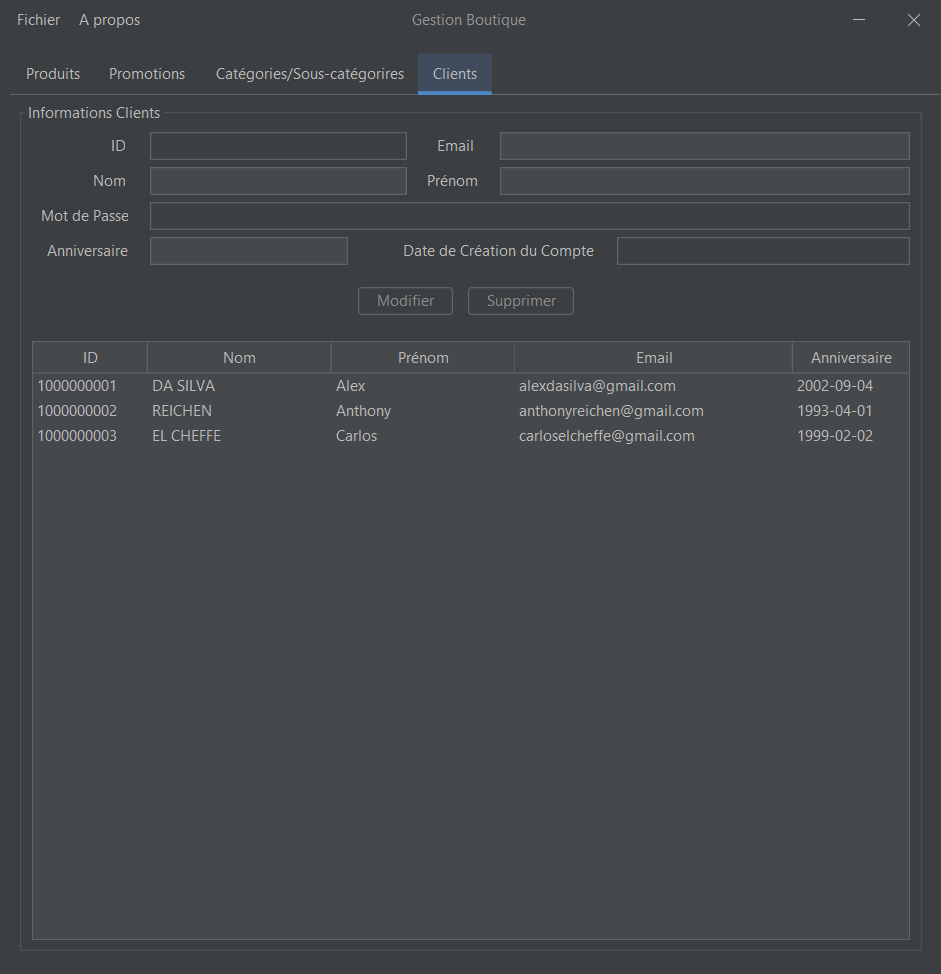 Fichier A propos Gestion Boutique
Produits Promotions Catégories/Sous-catégorires Clients
Informations Clients
ID Email
Nom Prénom
Mot de Passe
Anniversaire Date de Création du Compte
Modifier Supprimer
ID Nom Prénom Email Anniversaire
1000000001 DA SILVA Alex alexdasilva@gmail.com 2002-09-04
1000000002 REICHEN Anthony anthonyreichen@gmail.com 1993-04-01
1000000003 EL CHEFFE Carlos carloselcheffe@gmail.com 1999-02-02